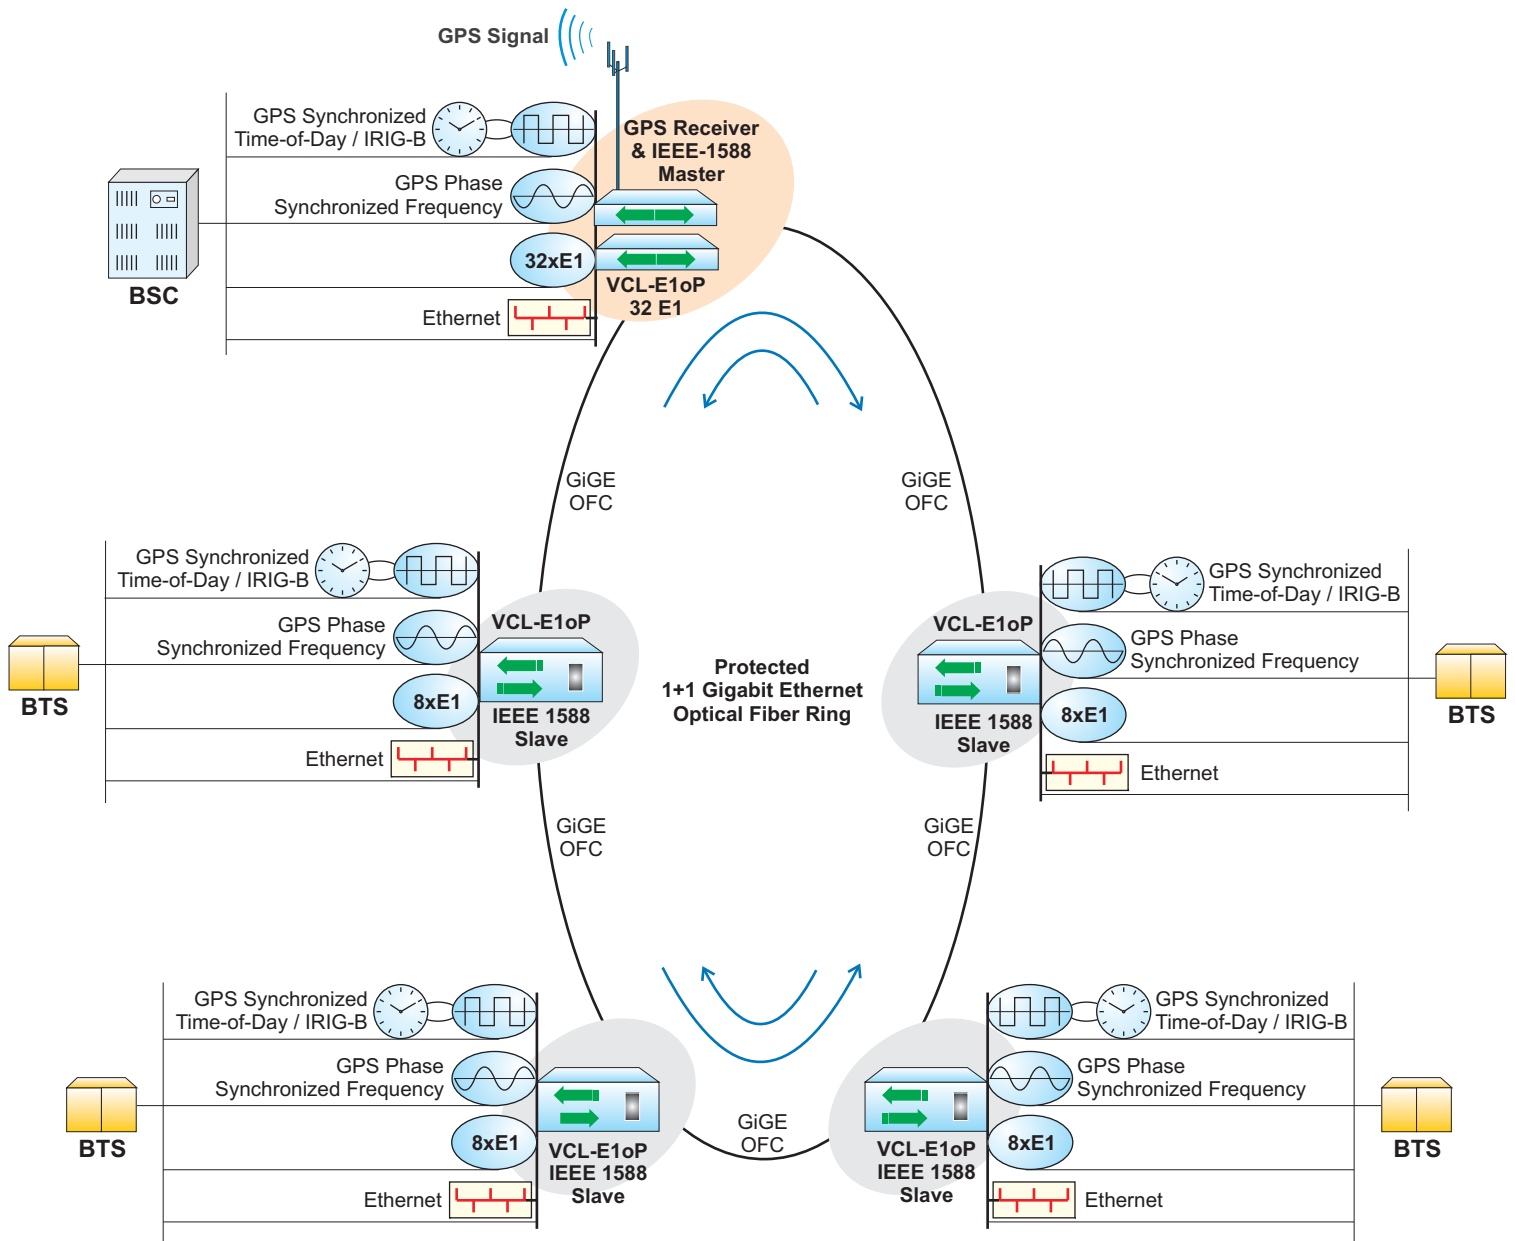 GPS Signal
GPS Synchronized
Time-of-Day / IRIG-B
GPS Receiver
& IEEE-1588
Master
GPS Phase
Synchronized Frequency
32xE1
VCL-E1oP
32 E1
BSC
Ethernet
GiGE
OFC
GiGE
OFC
GPS Synchronized
Time-of-Day / IRIG-B
GPS Phase
Synchronized Frequency
VCL-E1oP
8xE1
IEEE 1588
Slave
BTS
Ethernet
Protected
1+1 Gigabit Ethernet
Optical Fiber Ring
VCL-E1oP
IEEE 1588
Slave
GPS Synchronized
Time-of-Day / IRIG-B
GPS Phase
Synchronized Frequency
8xE1
BTS
Ethernet
GiGE
OFC
GiGE
OFC
GPS Synchronized
Time-of-Day / IRIG-B
GPS Phase
Synchronized Frequency
8xE1
BTS
VCL-E1oP
IEEE 1588
Slave
Ethernet
GiGE
OFC
GPS Synchronized
Time-of-Day / IRIG-B
GPS Phase
Synchronized Frequency
VCL-E1oP
IEEE 1588
Slave
8xE1
BTS
Ethernet